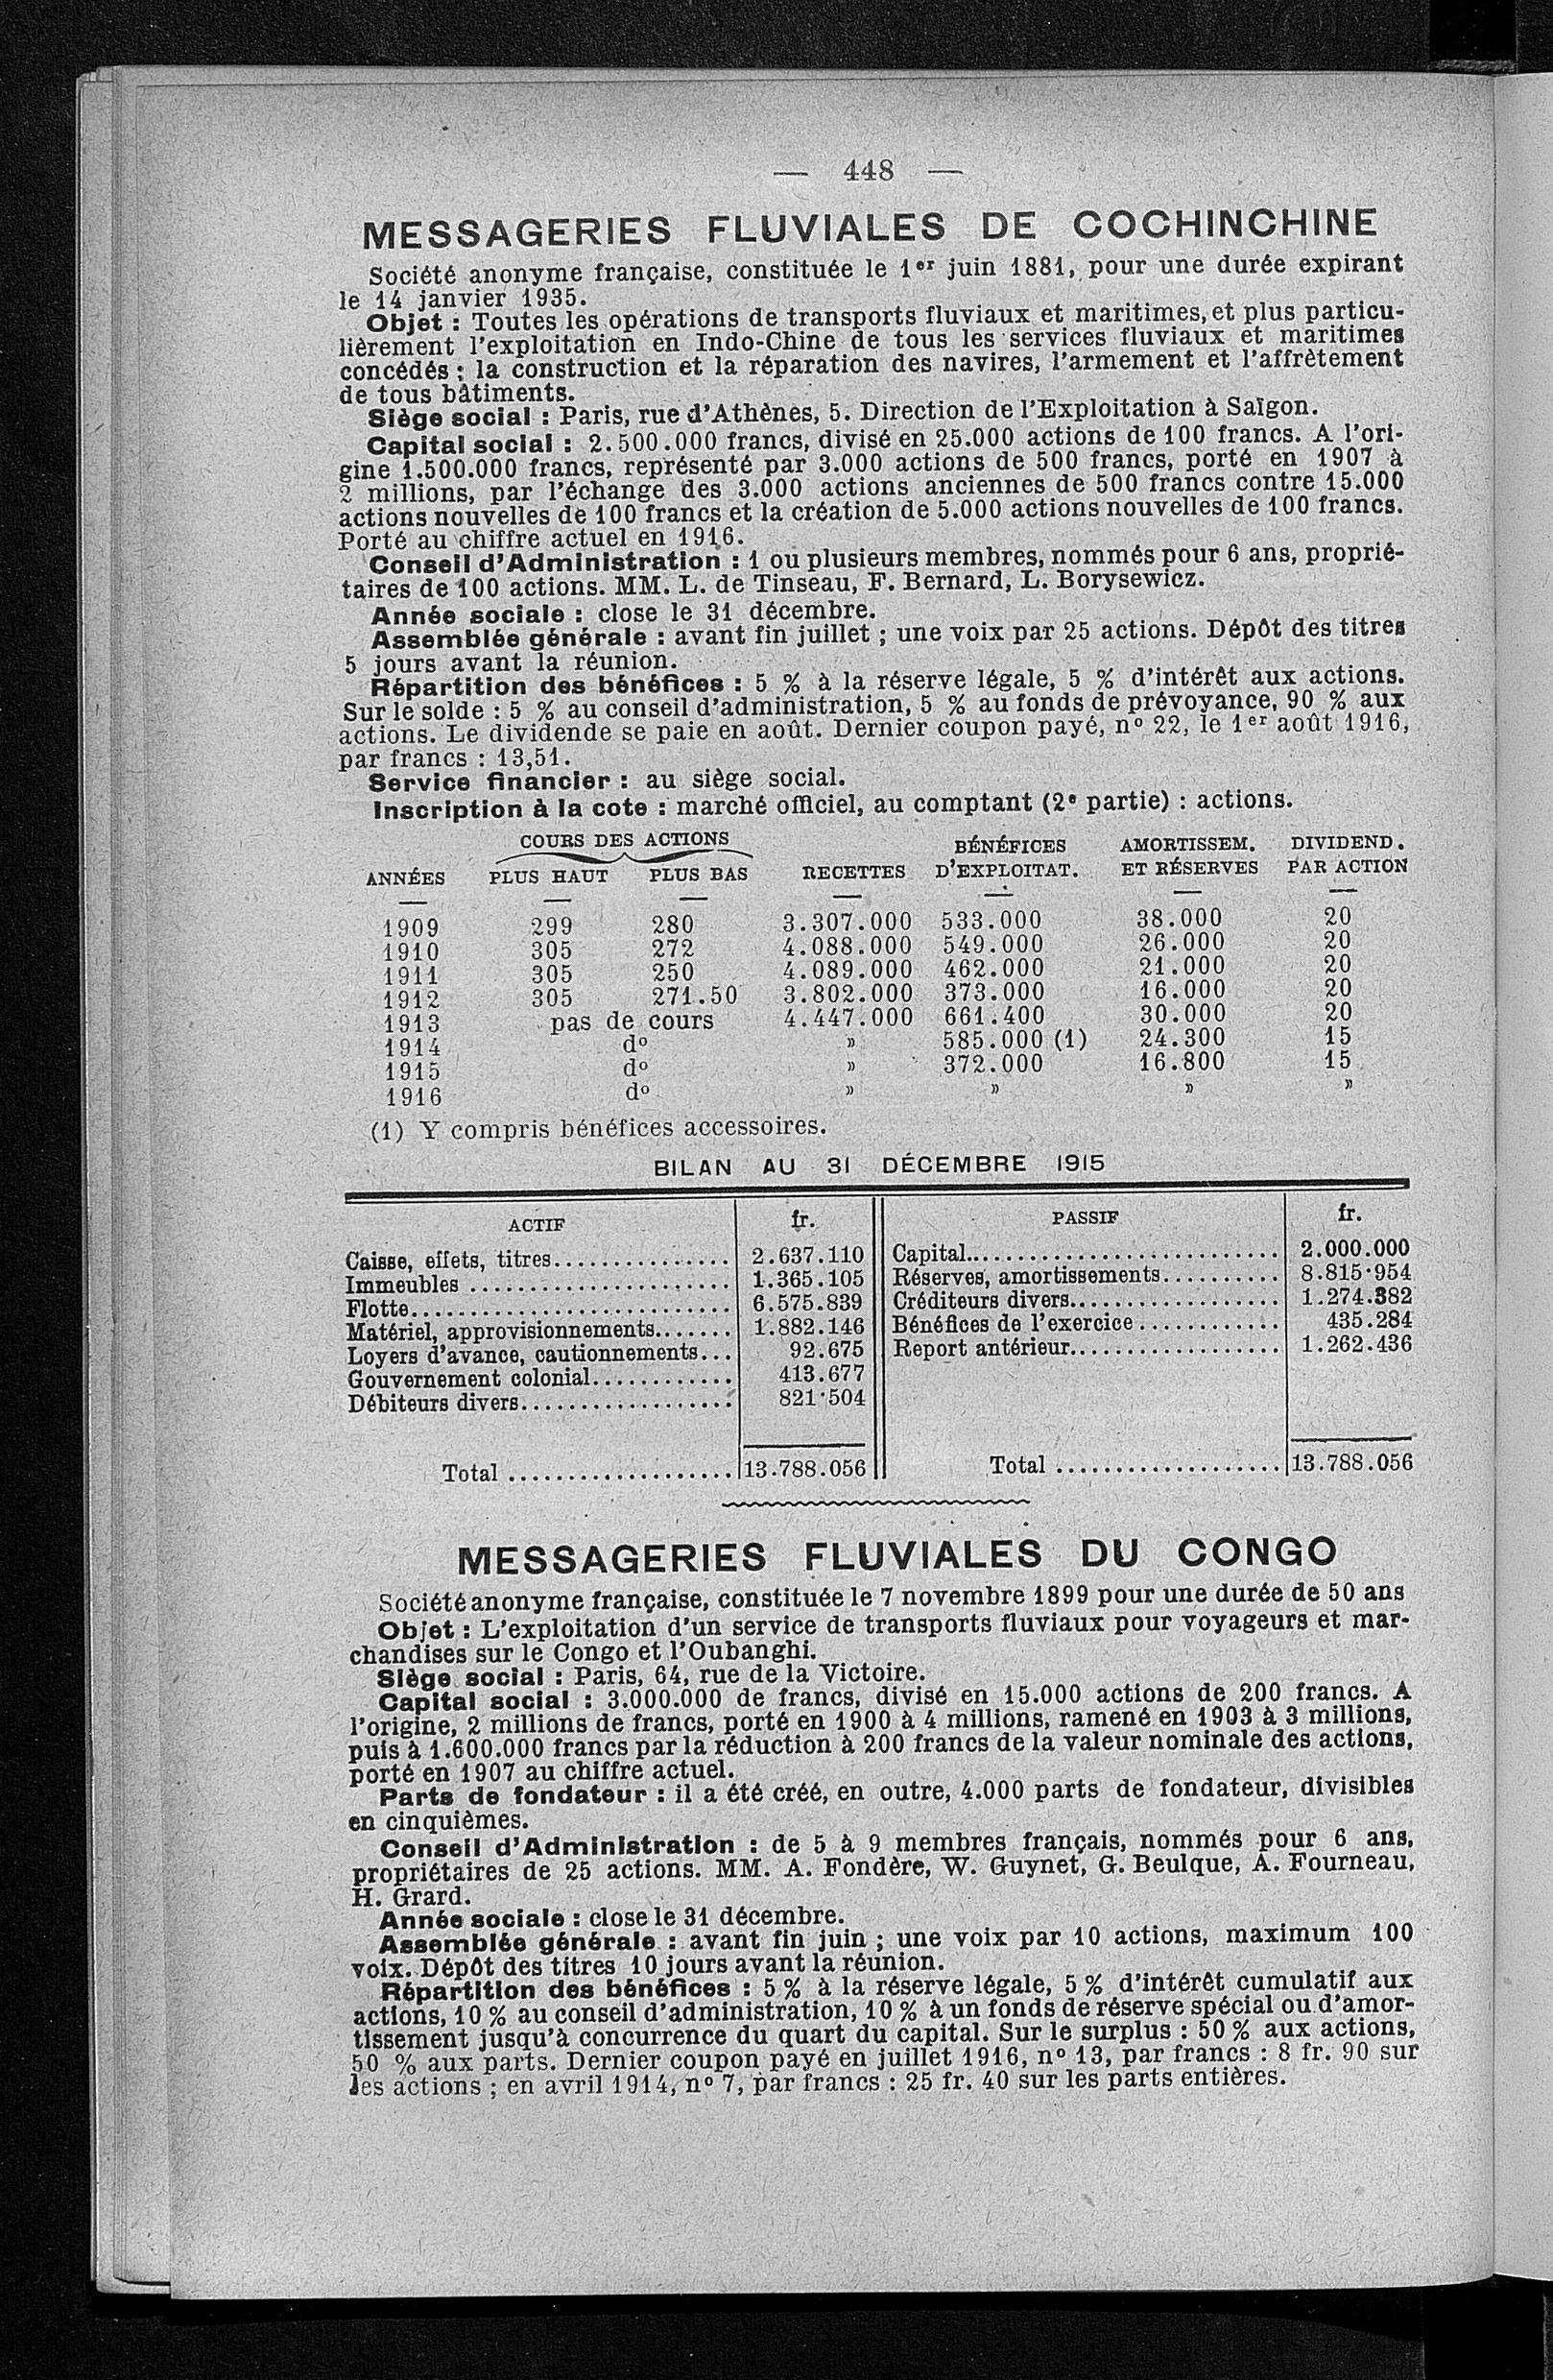 — 448 —
MESSAGERIES FLUVIALES DE COCHINCHINE
Société anonyme française, constituée le 1er juin 1881, pour une durée expirant
le 14 janvier 1935.
Objet : Toutes les opérations de transports fluviaux et maritimes, et plus particu-
lièrement l'exploitation en Indo-Chine de tous les services fluviaux et maritimes
concédés ; la construction et la réparation des navires, l'armement et l'affrètement
de tous bâtiments.
Siège social : Paris, rue d'Athènes, 5. Direction de l'Exploitation à Saïgon.
Capital social : 2.500.000 francs, divisé en 25.000 actions de 100 francs. A l'ori-
gine 1.500.000 francs, représenté par 3.000 actions de 500 francs, porté en 1907 à
2 millions, par l'échange des 3.000 actions anciennes de 500 francs contre 15.000
actions nouvelles de 100 francs et la création de 5.000 actions nouvelles de 100 francs.
Porté au chiffre actuel en 1916.
Conseil d'Administration : 1 ou plusieurs membres, nommés pour 6 ans, proprié-
taires de 100 actions. MM. L. de Tinseau, F. Bernard, L. Borysewicz.
Année sociale : close le 31 décembre.
Assemblée générale : avant fin juillet ; une voix par 25 actions. Dépôt des titres
5 jours avant la réunion.
Répartition des bénéfices : 5 % à la réserve légale, 5 % d'intérêt aux actions.
Sur le solde : 5 % au conseil d'administration, 5 % au fonds de prévoyance, 90 % aux
actions. Le dividende se paie en août. Dernier coupon payé, nº 22, le 1er août 1916,
par francs : 13,51.
Service financier : au siège social.
Inscription à la cote : marché officiel, au comptant (2e partie) : actions.
COURS DES ACTIONS BÉNÉFICES AMORTISSEM. DIVIDEND.
ANNÉES PLUS HAUT PLUS BAS RECETTES D'EXPLOITAT. ET RÉSERVES PAR ACTION
1909 299 280 3.307.000 533.000 38.000 20
1910 305 272 4.088.000 549.000 26.000 20
1911 305 250 4.089.000 462.000 21.000 20
1912 305 271.50 3.802.000 373.000 16.000 20
1913 pas de cours 4.447.000 661.400 30.000 20
1914 dº » 585.000 (1) 24.300 15
1915 dº » 372.000 16.800 15
1916 dº » » » »
(1) Y compris bénéfices accessoires.
BILAN AU 31 DÉCEMBRE 1915
ACTIF fr. PASSIF fr.
Caisse, effets, titres............... 2.637.110 Capital.......................... 2.000.000
Immeubles ...................... 1.365.105 Réserves, amortissements.......... 8.815.954
Flotte........................... 6.575.839 Créditeurs divers.................. 1.274.382
Matériel, approvisionnements....... 1.882.146 Bénéfices de l'exercice ............ 435.284
Loyers d'avance, cautionnements... 92.675 Report antérieur.................. 1.262.436
Gouvernement colonial............ 413.677
Débiteurs divers.................. 821.504
Total ................... 13.788.056 Total ................... 13.788.056
MESSAGERIES FLUVIALES DU CONGO
Société anonyme française, constituée le 7 novembre 1899 pour une durée de 50 ans
Objet : L'exploitation d'un service de transports fluviaux pour voyageurs et mar-
chandises sur le Congo et l'Oubanghi.
Siège social : Paris, 64, rue de la Victoire.
Capital social : 3.000.000 de francs, divisé en 15.000 actions de 200 francs. A
l'origine, 2 millions de francs, porté en 1900 à 4 millions, ramené en 1903 à 3 millions,
puis à 1.600.000 francs par la réduction à 200 francs de la valeur nominale des actions,
porté en 1907 au chiffre actuel.
Parts de fondateur : il a été créé, en outre, 4.000 parts de fondateur, divisibles
en cinquièmes.
Conseil d'Administration : de 5 à 9 membres français, nommés pour 6 ans,
propriétaires de 25 actions. MM. A. Fondère, W. Guynet, G. Beulque, A. Fourneau,
H. Grard.
Année sociale : close le 31 décembre.
Assemblée générale : avant fin juin ; une voix par 10 actions, maximum 100
voix. Dépôt des titres 10 jours avant la réunion.
Répartition des bénéfices : 5 % à la réserve légale, 5 % d'intérêt cumulatif aux
actions, 10 % au conseil d'administration, 10 % à un fonds de réserve spécial ou d'amor-
tissement jusqu'à concurrence du quart du capital. Sur le surplus : 50 % aux actions,
50 % aux parts. Dernier coupon payé en juillet 1916, nº 13, par francs : 8 fr. 90 sur
les actions ; en avril 1914, nº 7, par francs : 25 fr. 40 sur les parts entières.